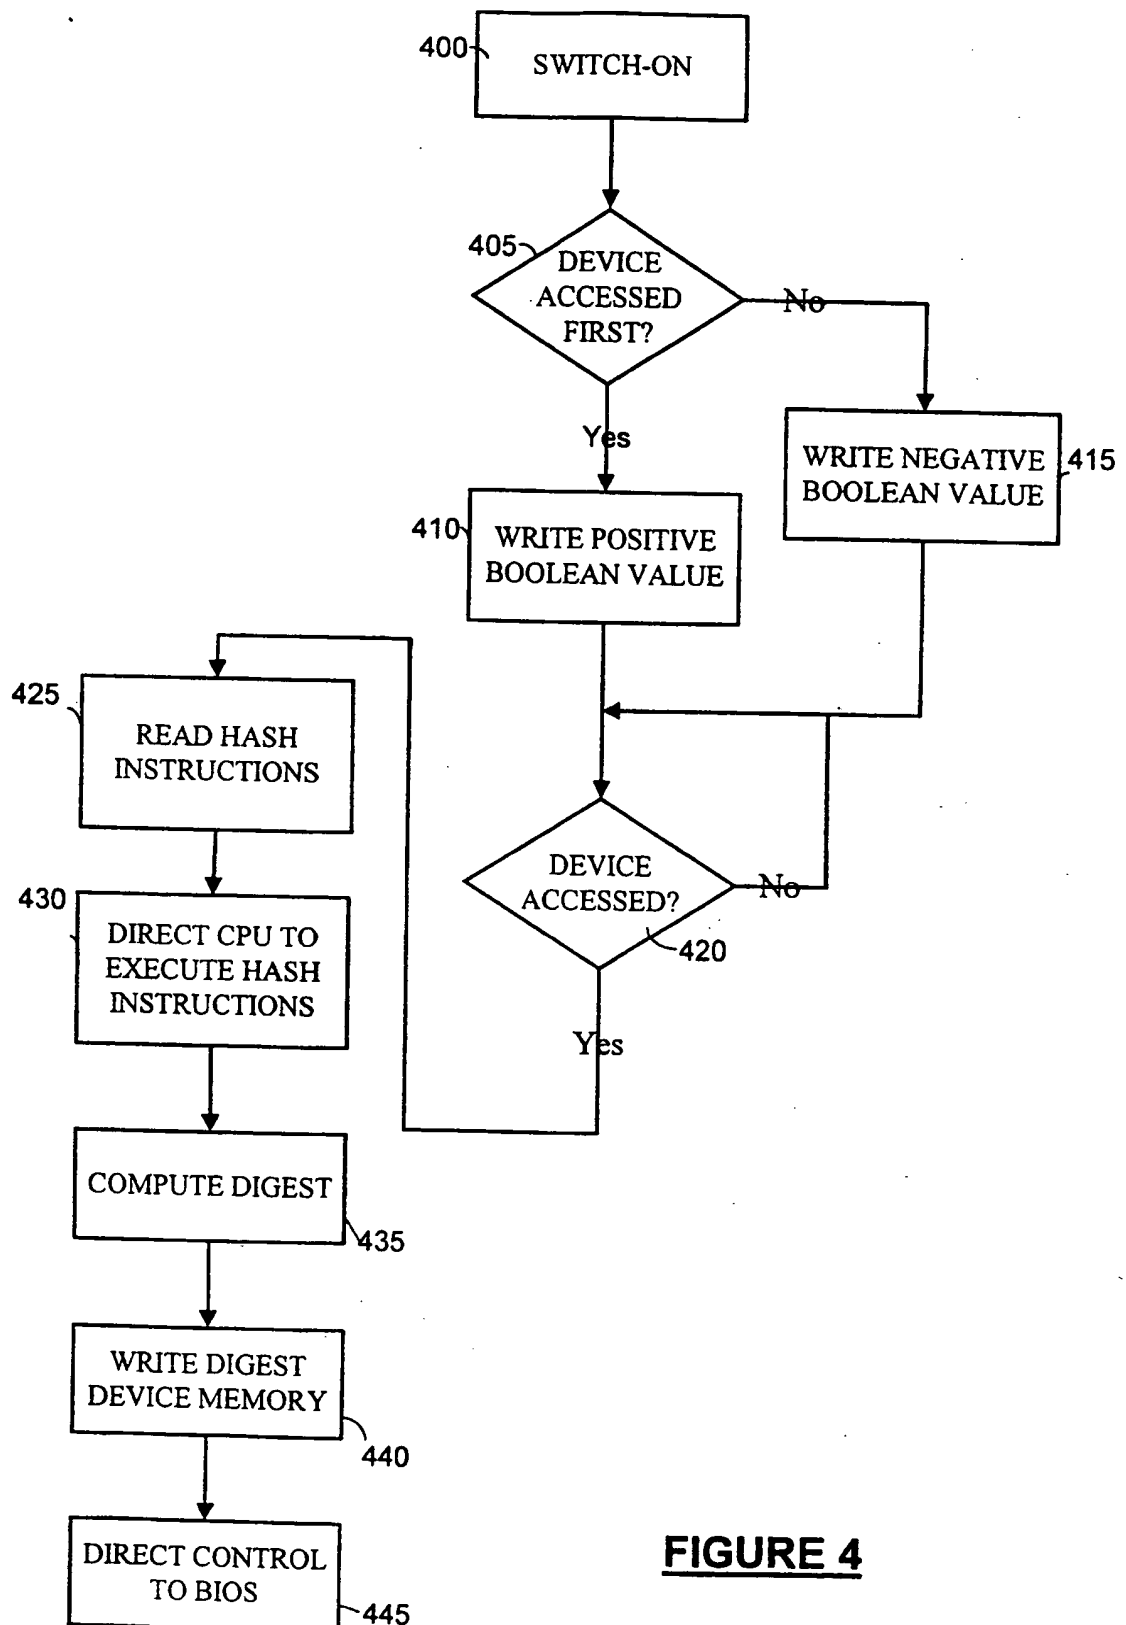 400
SWITCH-ON
405
DEVICE
ACCESSED
FIRST?
No
Yes
WRITE NEGATIVE
BOOLEAN VALUE
415
410
WRITE POSITIVE
BOOLEAN VALUE
425
READ HASH
INSTRUCTIONS
DEVICE
ACCESSED?
No
420
Yes
430
DIRECT CPU TO
EXECUTE HASH
INSTRUCTIONS
COMPUTE DIGEST
435
WRITE DIGEST
DEVICE MEMORY
440
DIRECT CONTROL
TO BIOS
445
FIGURE 4